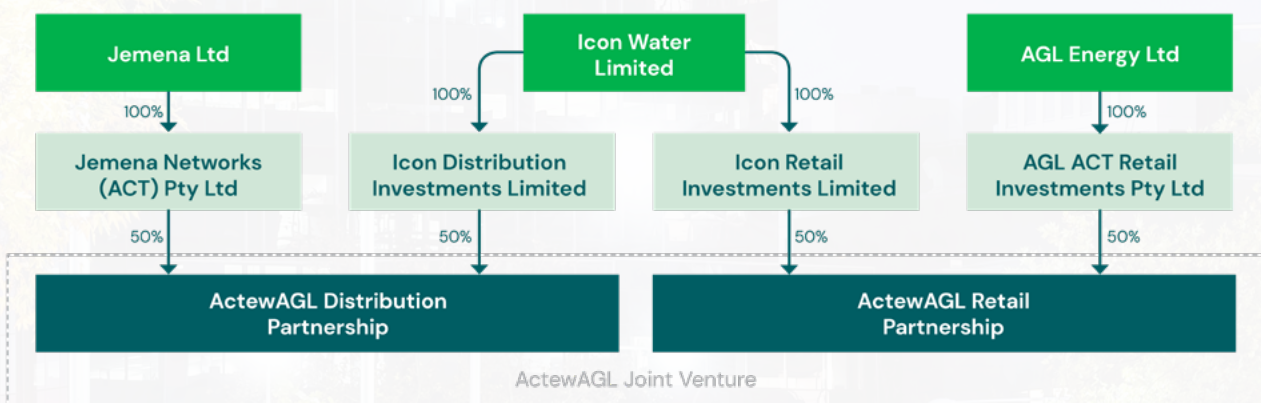 Jemena Ltd
Icon Water
Limited
AGL Energy Ltd
100%
100%
100%
100%
Jemena Networks
(ACT) Pty Ltd
Icon Distribution
Investments Limited
Icon Retail
Investments Limited
AGL ACT Retail
Investments Pty Ltd
50%
50%
50%
50%
ActewAGL Distribution
Partnership
ActewAGL Retail
Partnership
ActewAGL Joint Venture